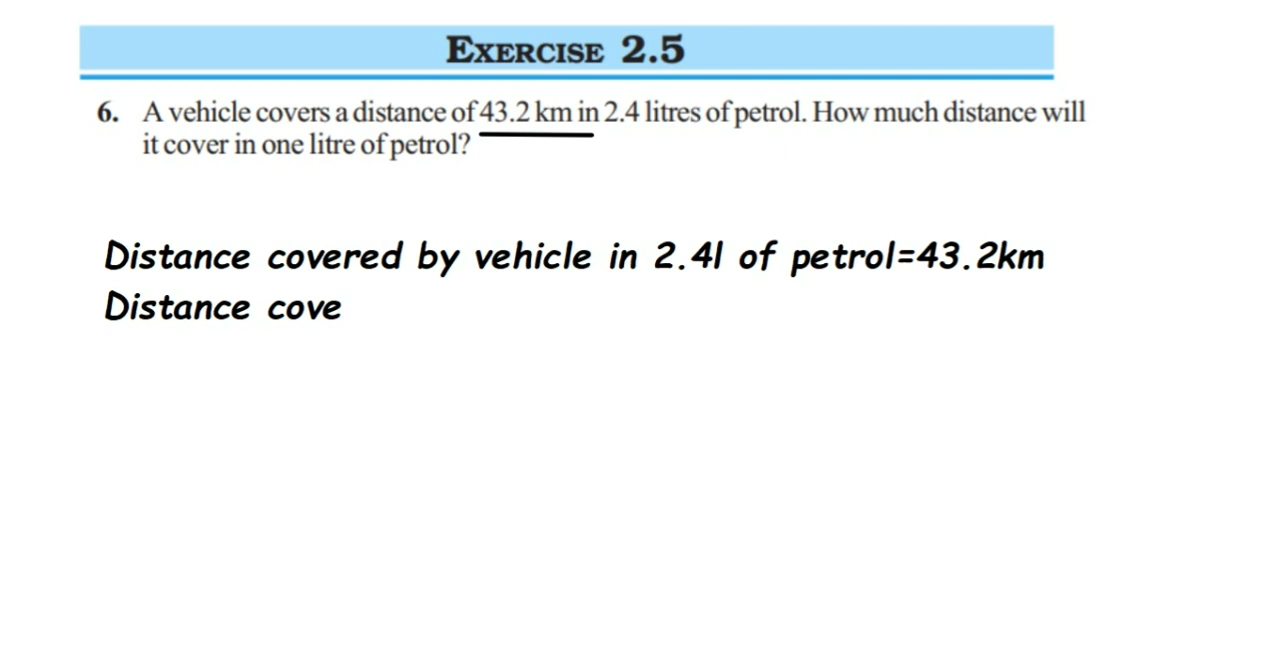 EXERCISE 2.5
6. A vehicle covers a distance of 43.2 km in 2.4 litres of petrol. How much distance will
it cover in one litre of petrol?
Distance covered by vehicle in 2.4l of petrol=43.2km
Distance cove